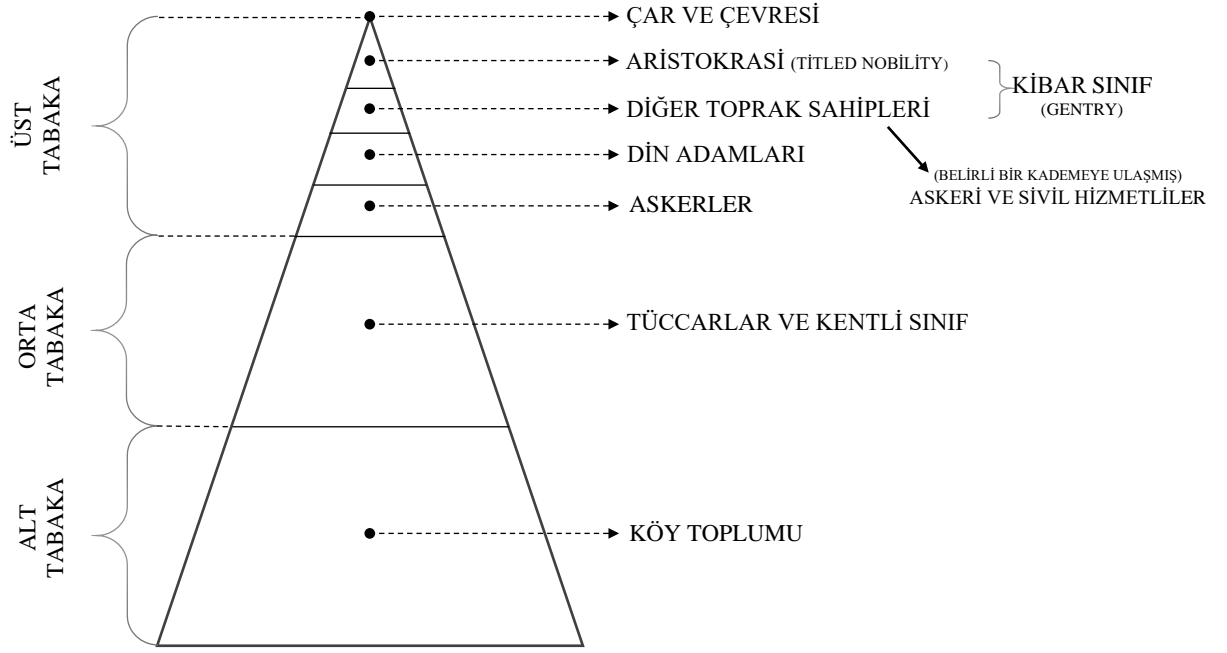 ÇAR VE ÇEVRESİ
ARİSTOKRASİ (TİTLED NOBİLİTY)
KİBAR SINIF
(GENTRY)
DİĞER TOPRAK SAHİPLERİ
DİN ADAMLARI
(BELİRLİ BİR KADEMEYE ULAŞMIŞ)
ASKERİ VE SİVİL HİZMETLİLER
ASKERLER
ÜST
TABAKA
TÜCCARLAR VE KENTLİ SINIF
ORTA
TABAKA
KÖY TOPLUMU
ALT
TABAKA